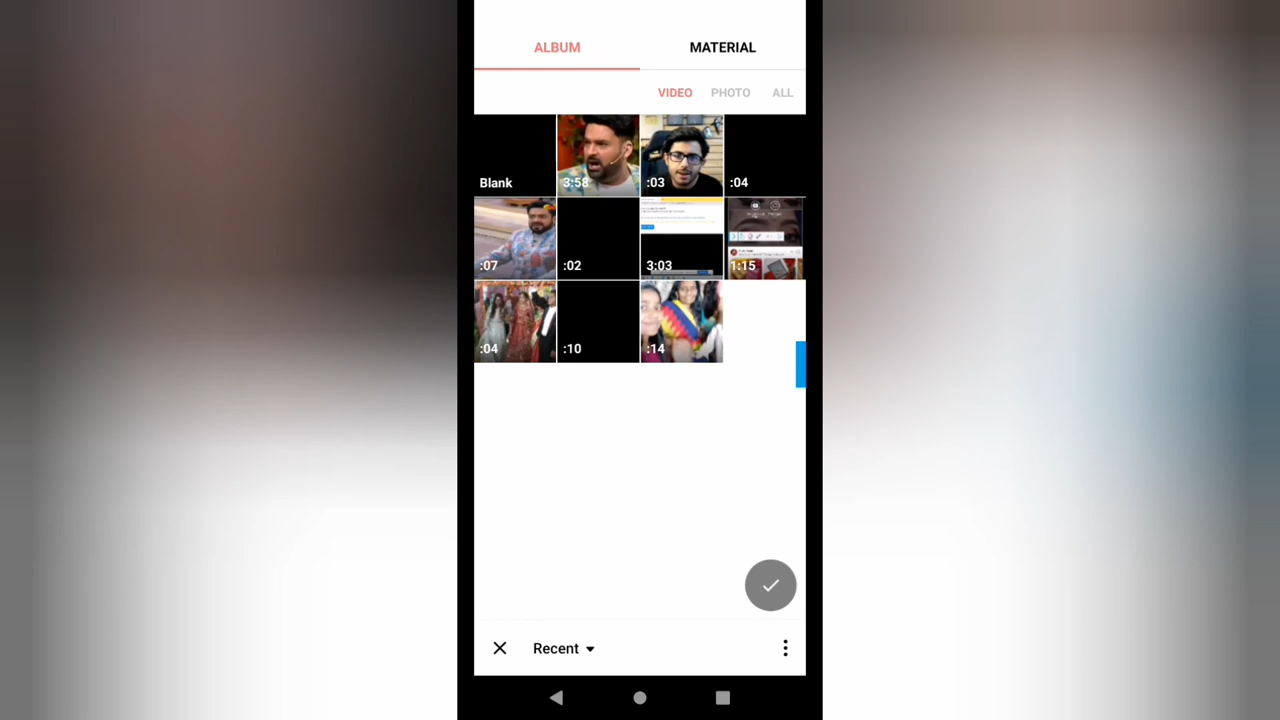 ALBUM MATERIAL
VIDEO PHOTO ALL
Blank 3:58 :03 :04
:07 :02 3:03 1:15
:04 :10 :14
Recent